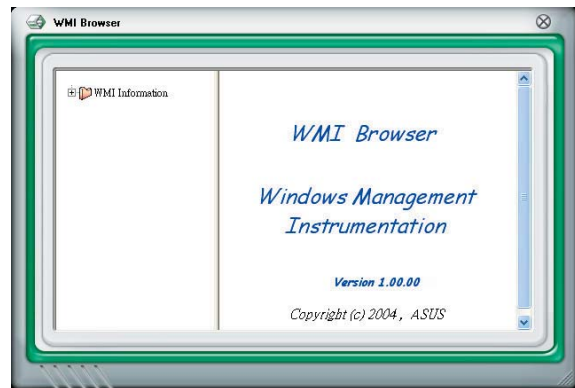 WMI Browser
WMI Information
WMI Browser
Windows Management
Instrumentation
Version 1.00.00
Copyright (c) 2004, ASUS